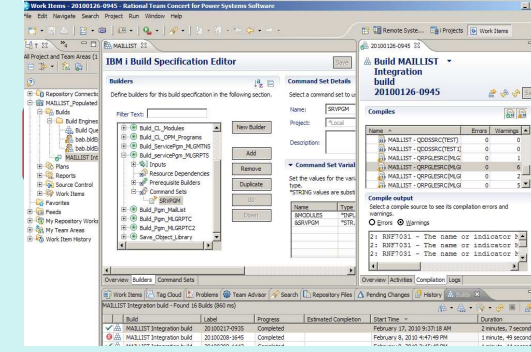 Work Items - 20100126-0945 - Rational Team Concert for Power Systems Software
File Edit Navigate Search Project Run Window Help
Remote Syste...
Projects
Work Items
All Project and Team Areas (1
Repository Connectio
MAILLIST_Populated
Builds
Build Engines
Build Que
MAILLIST Int
Plans
Reports
Source Control
Work Items
Favorites
Feeds
My Repository Works
My Team Areas
Work Item History
MAILLIST
IBM i Build Specification Editor
Save
Builders
Define builders for this build specification in the following section.
Filter Text:
Build_CL_Modules
Build_CL_OPM_Programs
Build_ServicePgn_MLGMTNS
Build_servicePgm_MLGRPTS
Inputs
Resource Dependencies
Prerequisite Builders
Command Sets
SRVPGM
Build_Pgm_MailList
Build_Pgm_MLGRPTC
Build_Pgm_MLGRPTC2
Save_Object_Library
New Builder
Add
Remove
Duplicate
Up
Down
Command Set Details
Select a command set to u
Name: SRVPGM
Project: *Local
Description:
Command Set Varial
Set the values for the varia
type.
*STRING values are substi
Name Type
&MODULES *INPL
&SRVPGM *STR.
Overview Builders Command Sets
20100126-0945
Build MAILLIST
Integration
build
20100126-0945
Compiles
Name Errors Warnings
MAILLIST - QDDSSRC(TEST) 0 0
MAILLIST - QDDSSRC(TEST1) 0 0
MAILLIST - QRPGLESRC(MLG 0
MAILLIST - QRPGLESRC(MLG 0 6
MAILLIST - QRPGLESRC(MLG 0 2
Compile output
Select a compile source to see its compilation errors and
warnings.
Errors Warnings
2: RNF7031 - The name or indicator
2: RNF7031 - The name or indicator
2: RNF7031 - The name or indicator
Overview Activities Compilation Logs
Work Items Tag Cloud Problems Team Advisor Search Repository Files Pending Changes History Builds
MAILLIST Integration build - Found 16 Builds (860 ms)
Build Label Progress Estimated Completion Start Time Duration
MAILLIST Integration build 20100217-0935 Completed February 17, 2010 9:37:18 AM 2 minutes, 7 second
MAILLIST Integration build 20100208-1645 Completed February 8, 2010 4:47:49 PM 1 minute, 49 second